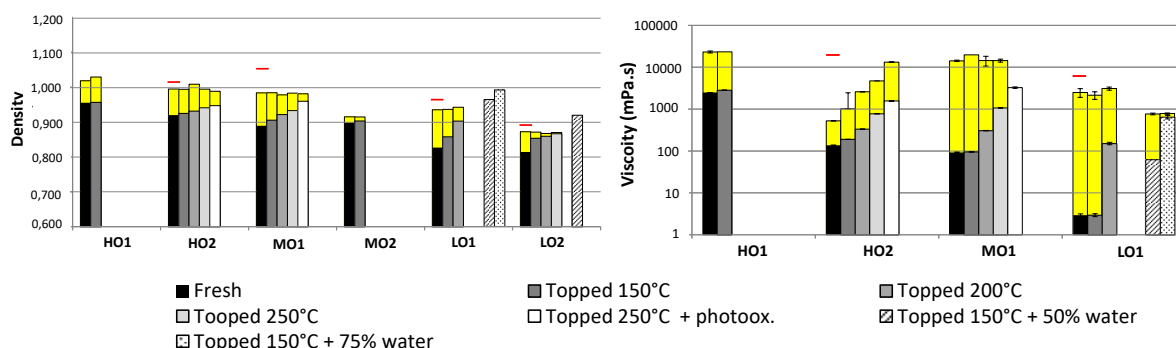 1,200
1,100
1,000
0,900
0,800
0,700
0,600
Density
HO1 HO2 MO1 MO2 LO1 LO2
100000
10000
1000
100
10
1
Viscoity (mPa.s)
HO1 HO2 MO1 LO1
Fresh Topped 150°C Topped 200°C
Tooped 250°C Topped 250°C + photoox. Topped 150°C + 50% water
Topped 150°C + 75% water